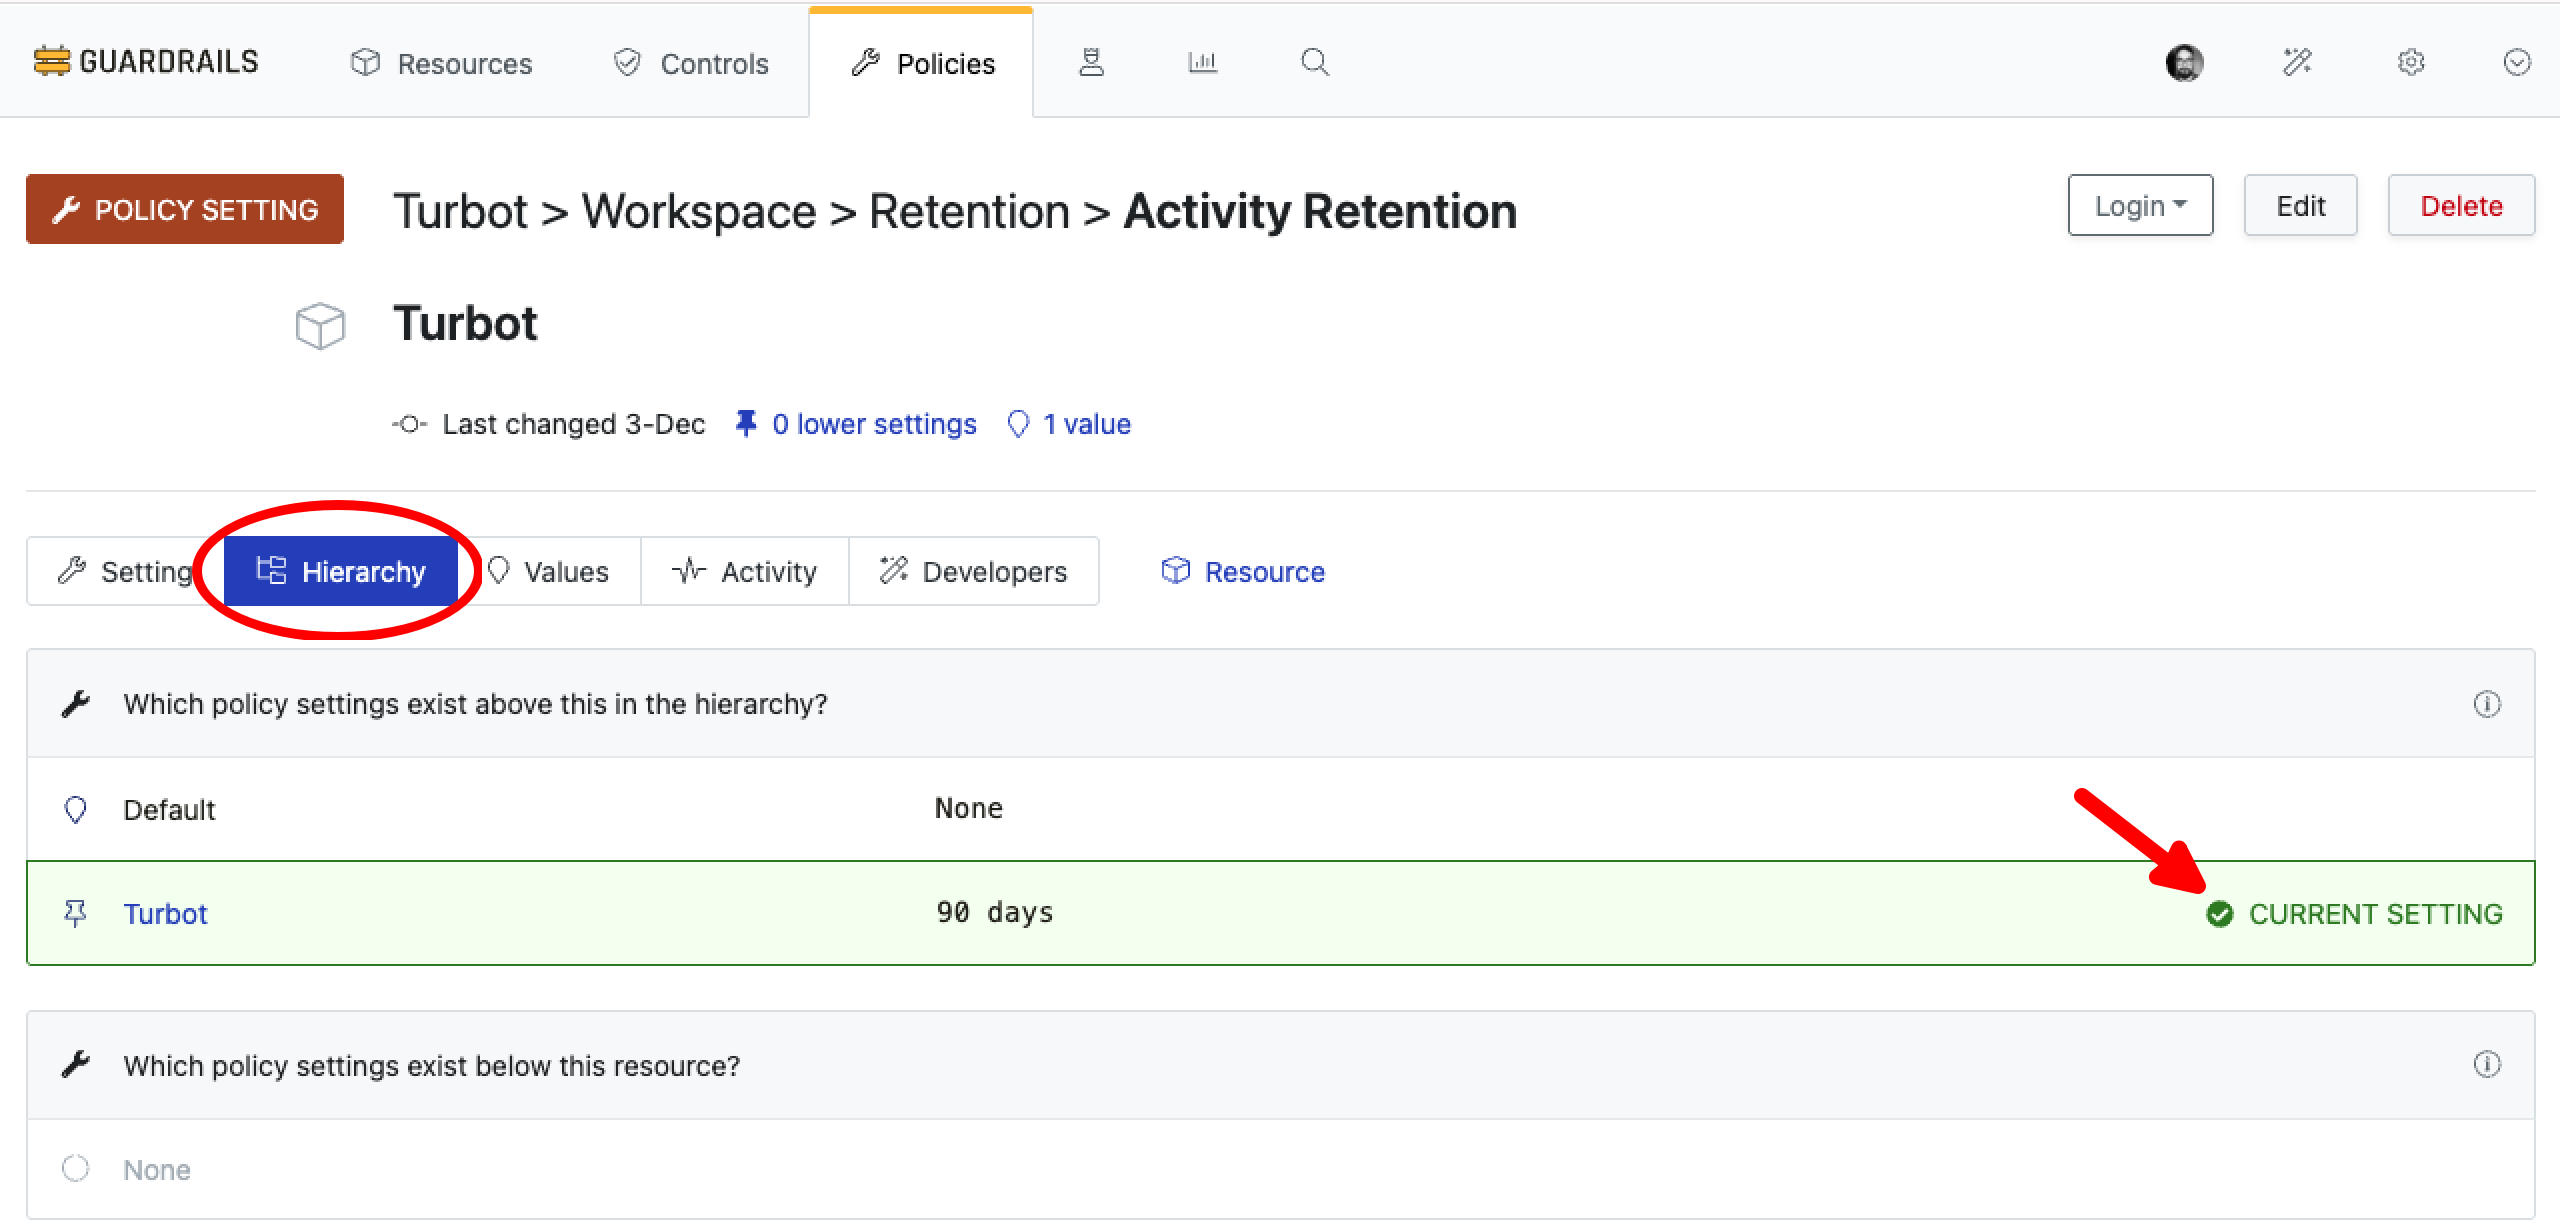 GUARDRAILS Resources Controls Policies
POLICY SETTING Turbot > Workspace > Retention > Activity Retention Login Edit Delete
Turbot
Last changed 3-Dec 0 lower settings 1 value
Setting Hierarchy Values Activity Developers Resource
Which policy settings exist above this in the hierarchy?
Default None
Turbot 90 days CURRENT SETTING
Which policy settings exist below this resource?
None